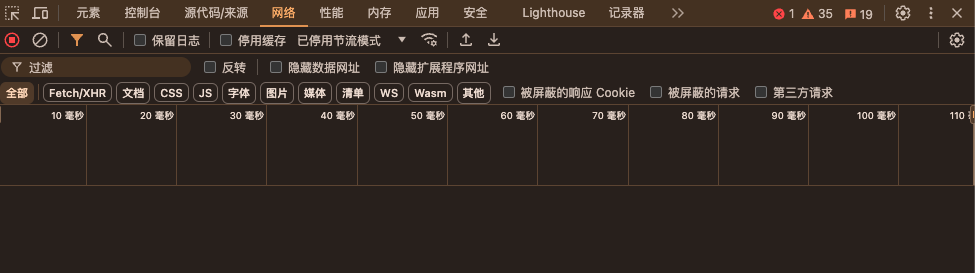 元素 控制台 源代码/来源 网络 性能 内存 应用 安全 Lighthouse 记录器 1 35 19
保留日志 停用缓存 已停用节流模式
过滤 反转 隐藏数据网址 隐藏扩展程序网址
全部 Fetch/XHR 文档 CSS JS 字体 图片 媒体 清单 WS Wasm 其他 被屏蔽的响应 Cookie 被屏蔽的请求 第三方请求
10 毫秒 20 毫秒 30 毫秒 40 毫秒 50 毫秒 60 毫秒 70 毫秒 80 毫秒 90 毫秒 100 毫秒 110